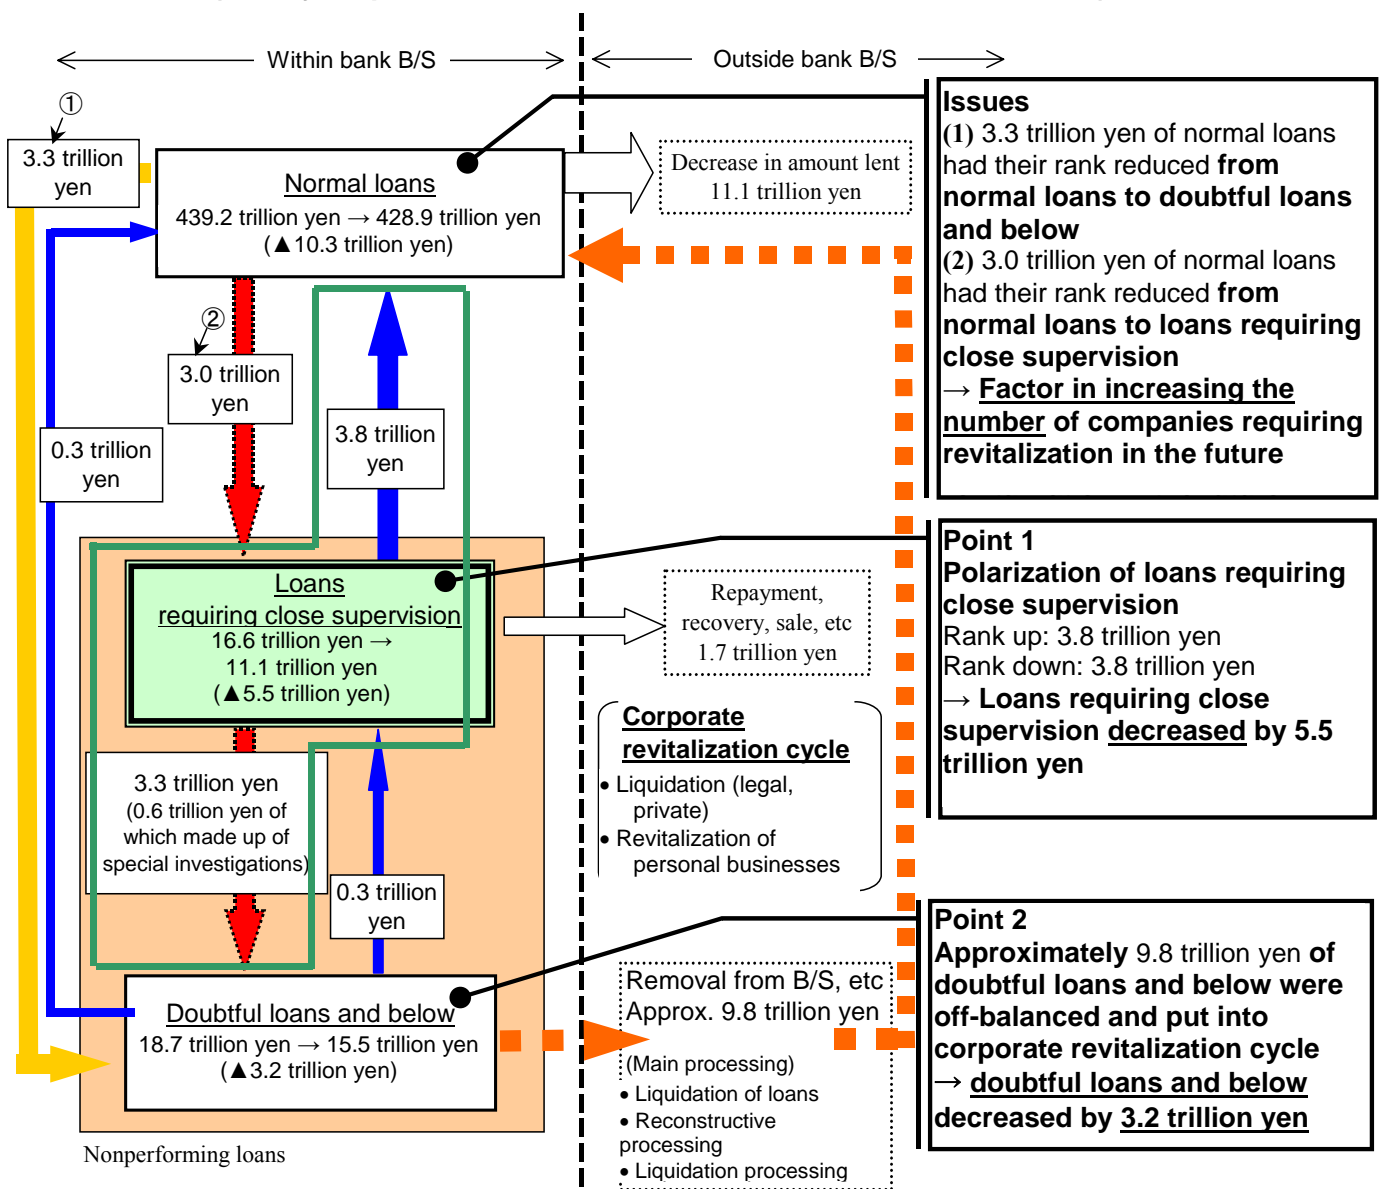 Within bank B/S
Outside bank B/S
①
3.3 trillion
yen
Normal loans
439.2 trillion yen → 428.9 trillion yen
(▲10.3 trillion yen)
Decrease in amount lent
11.1 trillion yen
②
3.0 trillion
yen
0.3 trillion
yen
3.8 trillion
yen
Loans
requiring close supervision
16.6 trillion yen →
11.1 trillion yen
(▲5.5 trillion yen)
Repayment,
recovery, sale, etc
1.7 trillion yen
3.3 trillion yen
(0.6 trillion yen of
which made up of
special investigations)
0.3 trillion
yen
Corporate
revitalization cycle
• Liquidation (legal,
private)
• Revitalization of
personal businesses
Doubtful loans and below
18.7 trillion yen → 15.5 trillion yen
(▲3.2 trillion yen)
Nonperforming loans
Removal from B/S, etc
Approx. 9.8 trillion yen
(Main processing)
• Liquidation of loans
• Reconstructive
processing
• Liquidation processing
Issues
(1) 3.3 trillion yen of normal loans
had their rank reduced from
normal loans to doubtful loans
and below
(2) 3.0 trillion yen of normal loans
had their rank reduced from
normal loans to loans requiring
close supervision
→ Factor in increasing the
number of companies requiring
revitalization in the future
Point 1
Polarization of loans requiring
close supervision
Rank up: 3.8 trillion yen
Rank down: 3.8 trillion yen
→ Loans requiring close
supervision decreased by 5.5
trillion yen
Point 2
Approximately 9.8 trillion yen of
doubtful loans and below were
off-balanced and put into
corporate revitalization cycle
→ doubtful loans and below
decreased by 3.2 trillion yen